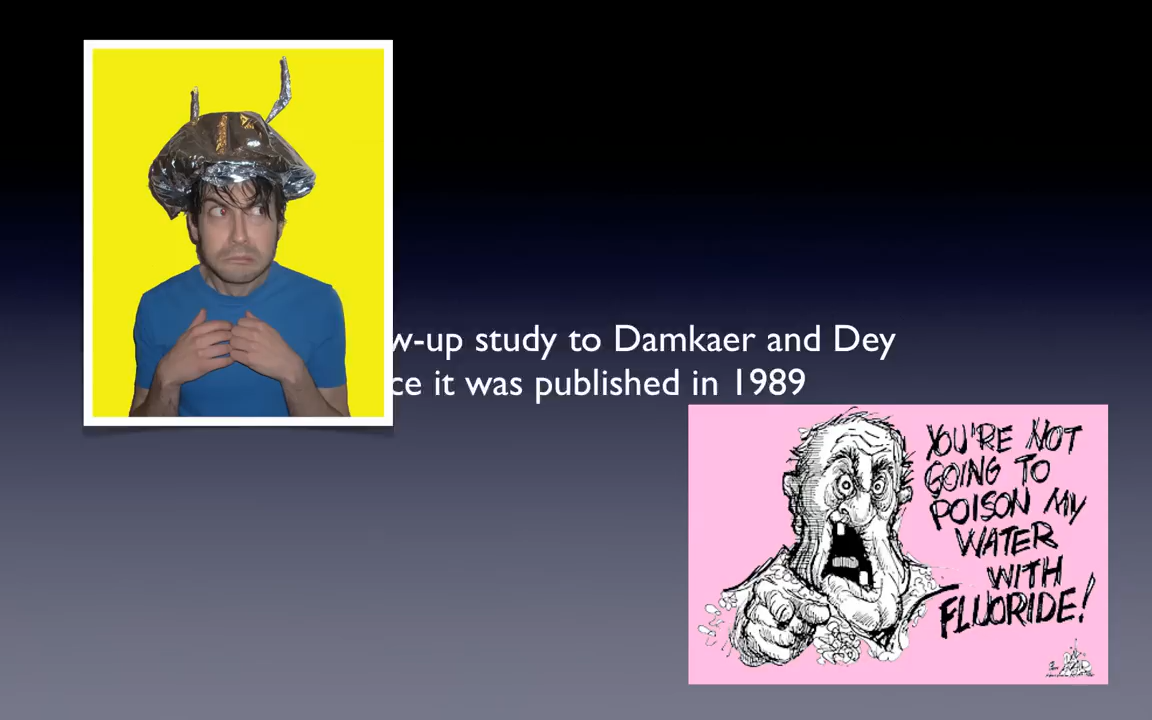 w-up study to Damkaer and Dey
ce it was published in 1989
YOU'RE NOT
GOING TO
POISON MY
WATER
WITH
FLUORIDE!